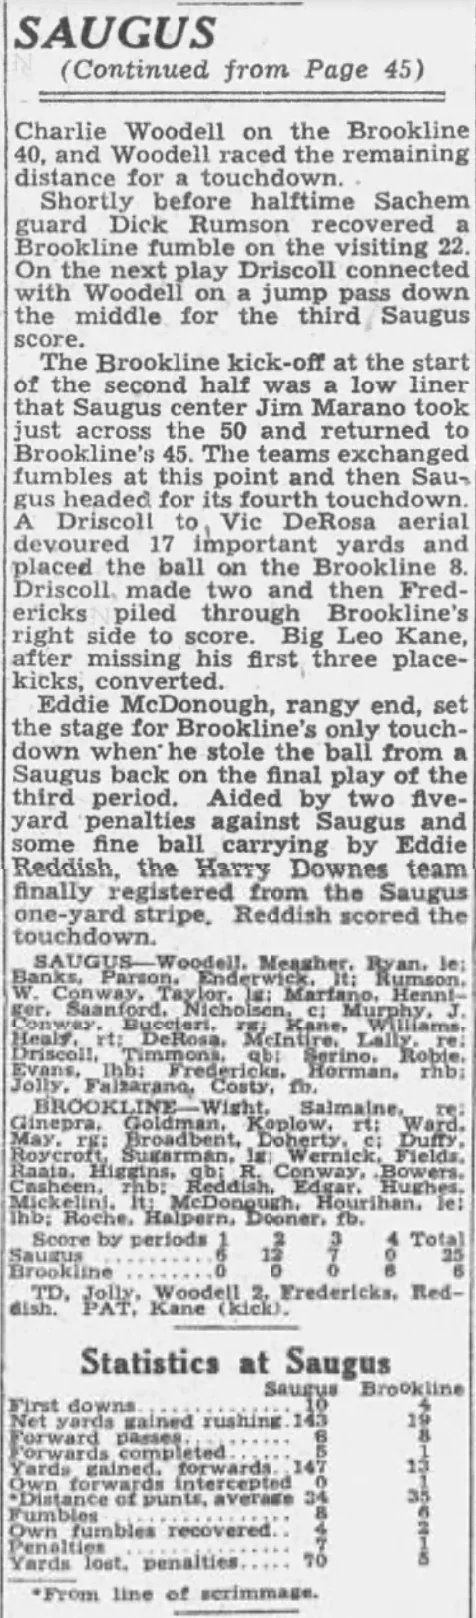 SAUGUS
(Continued from Page 45)
Charlie Woodell on the Brookline
40, and Woodell raced the remaining
distance for a touchdown.
Shortly before halftime Sachem
guard Dick Rumson recovered a
Brookline fumble on the visiting 22.
On the next play Driscoll connected
with Woodell on a jump pass down
the middle for the third Saugus
score.
The Brookline kick-off at the start
of the second half was a low liner
that Saugus center Jim Marano took
just across the 50 and returned to
Brookline's 45. The teams exchanged
fumbles at this point and then Sau-
gus headed for its fourth touchdown.
A Driscoll to Vic DeRosa aerial
devoured 17 important yards and
placed the ball on the Brookline 8.
Driscoll made two and then Fred-
ericks piled through Brookline's
right side to score. Big Leo Kane,
after missing his first three place-
kicks, converted.
Eddie McDonough, rangy end, set
the stage for Brookline's only touch-
down when he stole the ball from a
Saugus back on the final play of the
third period. Aided by two five-
yard penalties against Saugus and
some fine ball carrying by Eddie
Reddish, the Harry Downes team
finally registered from the Saugus
one-yard stripe. Reddish scored the
touchdown.
SAUGUS—Woodell, Meagher, Ryan, le;
Banks, Parson, Enderwick, lt; Rumson,
W. Conway, Taylor, lg; Marfano, Henni-
ger, Saanford, Nicholsen, c; Murphy, J.
Conway, Buccieri, rg; Kane, Williams,
Healy, rt; DeRosa, McIntire, Lally, re;
Driscoll, Timmons, qb; Serino, Robie,
Evans, lhb; Fredericks, Horman, rhb;
Jolly, Falzarana, Costy, fb.
BROOKLINE—Wight, Salmaine, re;
Ginepra, Goldman, Koplow, rt; Ward,
May, rg; Broadbent, Doherty, c; Duffy,
Roycroft, Sugarman, lg; Wernick, Fields,
Raaia, Higgins, qb; R. Conway, Bowers,
Casheen, rhb; Reddish, Edgar, Hughes,
Mickelini, lt; McDonough, Hourihan, le;
lhb; Roche, Halpern, Dooner, fb.
Score by periods 1 2 3 4 Total
Saugus ..........6 12 7 0 25
Brookline ........0 0 0 6 6
TD, Jolly, Woodell 2, Fredericks, Red-
dish. PAT, Kane (kick).
Statistics at Saugus
Saugus Brookline
First downs............. 10 4
Net yards gained rushing. 143 19
Forward passes.......... 8 8
Forwards completed...... 5 1
Yards gained, forwards. 147 13
Own forwards intercepted 0 1
*Distance of punts, average 34 35
Fumbles ................ 8 6
Own fumbles recovered.. 4 2
Penalties ............... 7 1
Yards lost, penalties..... 70 5
*From line of scrimmage.